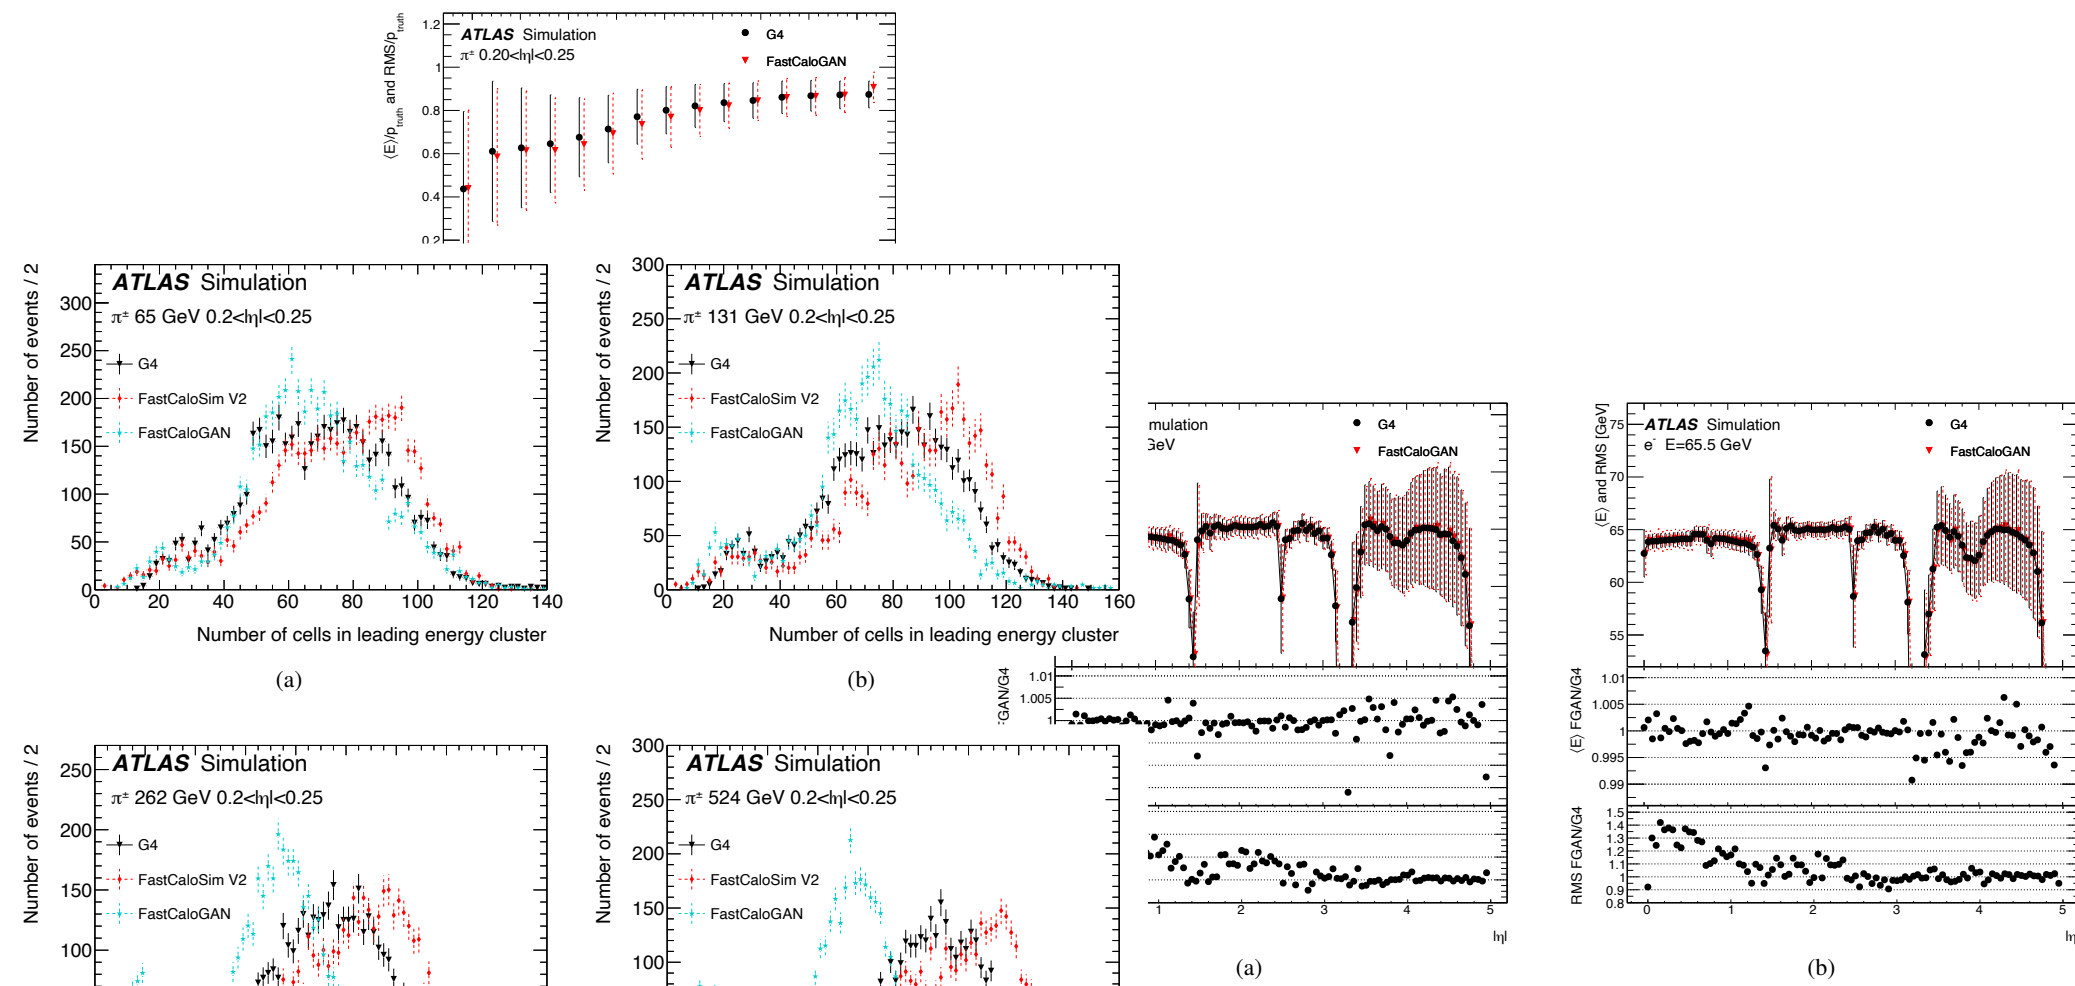 1.2
1
0.8
0.6
0.4
0.2
⟨E⟩/p_truth and RMS/p_truth
ATLAS Simulation
π± 0.20<|η|<0.25
G4
FastCaloGAN
Number of events / 2
300
250
200
150
100
50
0
ATLAS Simulation
π± 65 GeV 0.2<|η|<0.25
G4
FastCaloSim V2
FastCaloGAN
0 20 40 60 80 100 120 140
Number of cells in leading energy cluster
(a)
Number of events / 2
300
250
200
150
100
50
0
ATLAS Simulation
π± 131 GeV 0.2<|η|<0.25
G4
FastCaloSim V2
FastCaloGAN
0 20 40 60 80 100 120 140 160
Number of cells in leading energy cluster
(b)
Number of events / 2
250
200
150
100
ATLAS Simulation
π± 262 GeV 0.2<|η|<0.25
G4
FastCaloSim V2
FastCaloGAN
Number of events / 2
300
250
200
150
100
ATLAS Simulation
π± 524 GeV 0.2<|η|<0.25
G4
FastCaloSim V2
FastCaloGAN
mulation
GeV
G4
FastCaloGAN
GAN/G4
1.01
1.005
1
1 2 3 4 5
|η|
(a)
⟨E⟩ and RMS [GeV]
75
70
65
60
55
ATLAS Simulation
e⁻ E=65.5 GeV
G4
FastCaloGAN
⟨E⟩ FGAN/G4
1.01
1.005
1
0.995
0.99
RMS FGAN/G4
1.5
1.4
1.3
1.2
1.1
1
0.9
0.8
0 1 2 3 4 5
|η
(b)